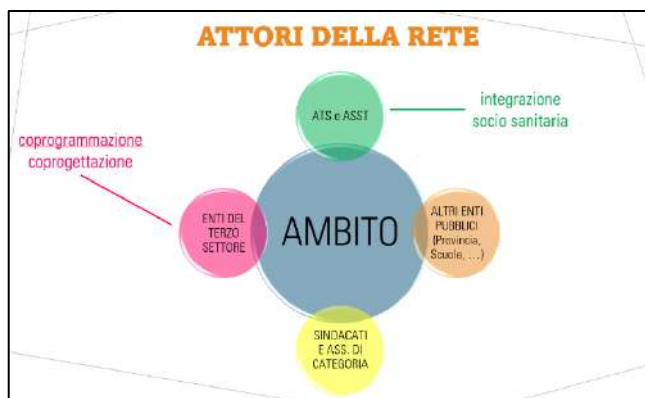 ATTORI DELLA RETE
ATS e ASST
integrazione
socio sanitaria
coprogrammazione
coprogettazione
ENTI DEL
TERZO
SETTORE
AMBITO
ALTRI ENTI
PUBBLICI
(Provincia,
Scuole, ...)
SINDACATI
E ASS. DI
CATEGORIA